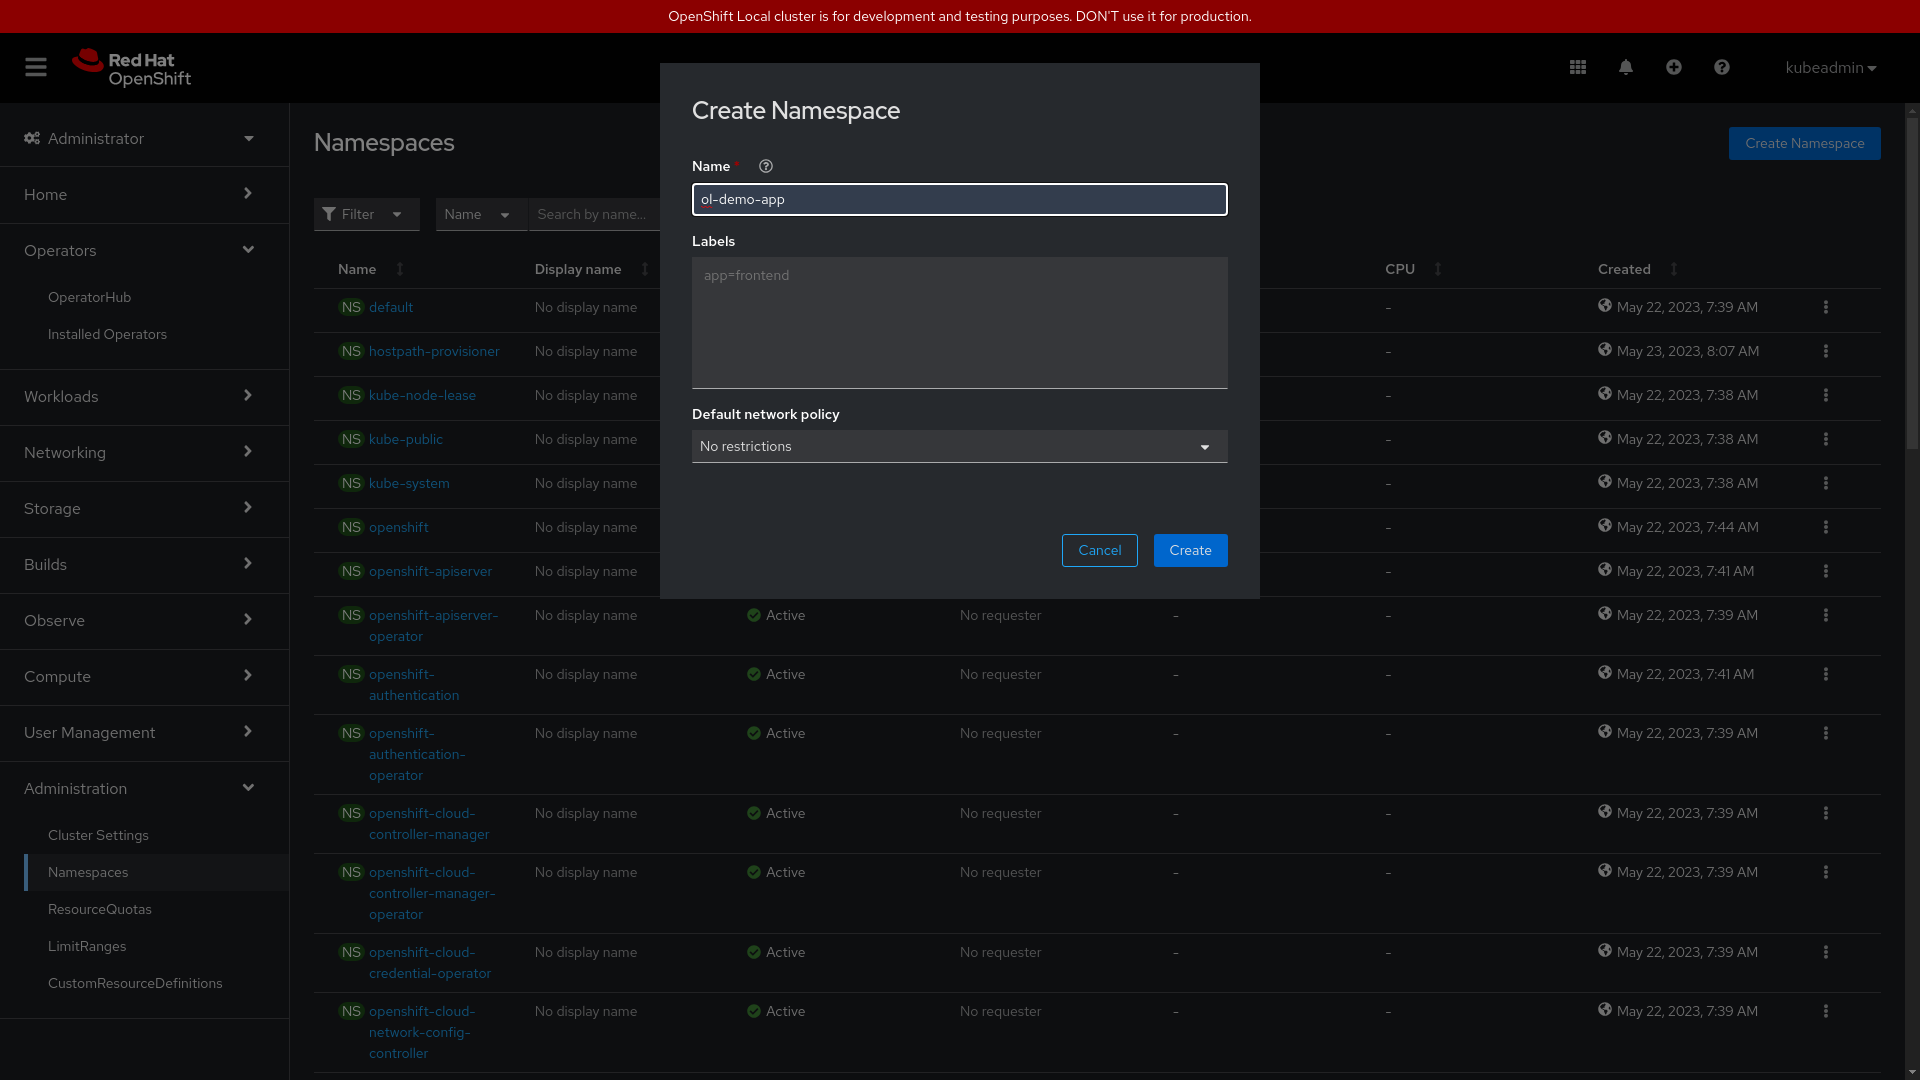 OpenShift Local cluster is for development and testing purposes. DON'T use it for production.
Red Hat
OpenShift
kubeadmin
Administrator
Home
Operators
OperatorHub
Installed Operators
Workloads
Networking
Storage
Builds
Observe
Compute
User Management
Administration
Cluster Settings
Namespaces
ResourceQuotas
LimitRanges
CustomResourceDefinitions
Namespaces
Create Namespace
Filter
Name
Search by name...
Create Namespace
Name *
ol-demo-app
Labels
app=frontend
Default network policy
No restrictions
Cancel
Create
Name Display name CPU Created
NS default No display name - May 22, 2023, 7:39 AM
NS hostpath-provisioner No display name - May 23, 2023, 8:07 AM
NS kube-node-lease No display name - May 22, 2023, 7:38 AM
NS kube-public No display name - May 22, 2023, 7:38 AM
NS kube-system No display name - May 22, 2023, 7:38 AM
NS openshift No display name - May 22, 2023, 7:44 AM
NS openshift-apiserver No display name - May 22, 2023, 7:41 AM
NS openshift-apiserver- No display name Active No requester - - May 22, 2023, 7:39 AM
operator
NS openshift- No display name Active No requester - - May 22, 2023, 7:41 AM
authentication
NS openshift- No display name Active No requester - - May 22, 2023, 7:39 AM
authentication-
operator
NS openshift-cloud- No display name Active No requester - - May 22, 2023, 7:39 AM
controller-manager
NS openshift-cloud- No display name Active No requester - - May 22, 2023, 7:39 AM
controller-manager-
operator
NS openshift-cloud- No display name Active No requester - - May 22, 2023, 7:39 AM
credential-operator
NS openshift-cloud- No display name Active No requester - - May 22, 2023, 7:39 AM
network-config-
controller